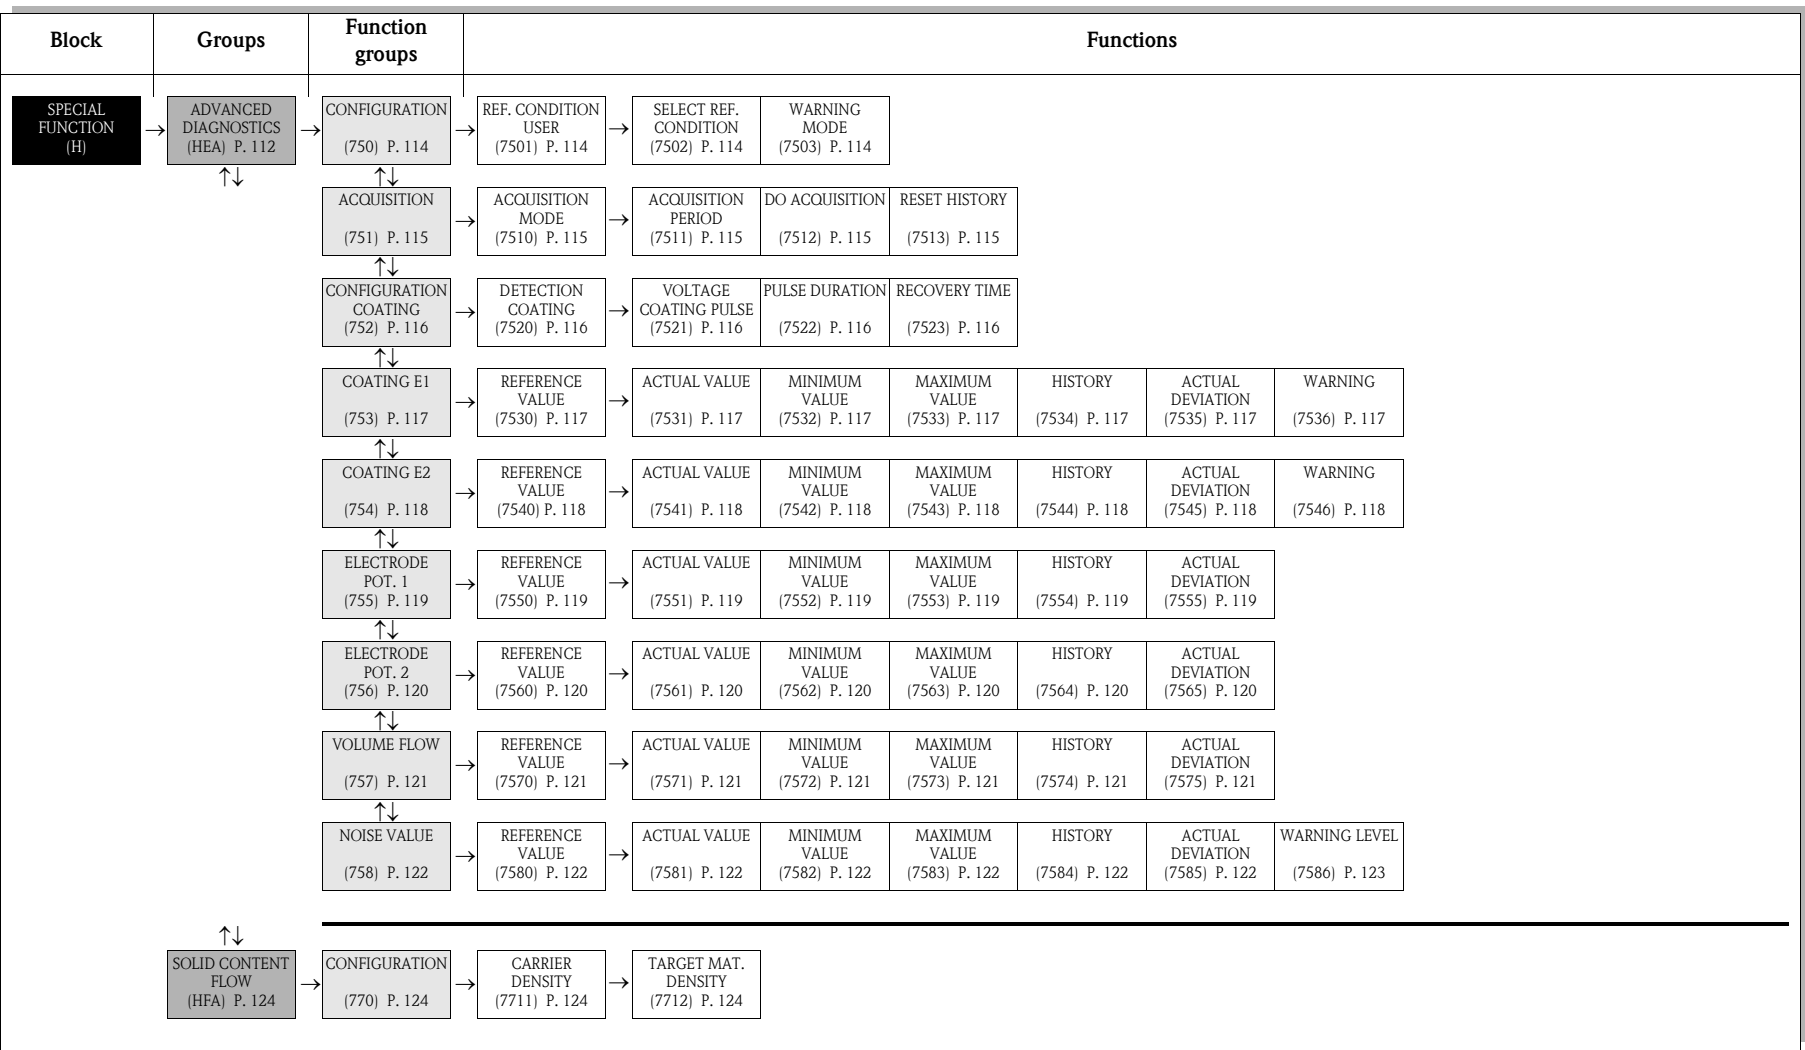 Block
Groups
Function
groups
Functions
SPECIAL
FUNCTION
(H)
ADVANCED
DIAGNOSTICS
(HEA) P. 112
CONFIGURATION
(750) P. 114
REF. CONDITION
USER
(7501) P. 114
SELECT REF.
CONDITION
(7502) P. 114
WARNING
MODE
(7503) P. 114
ACQUISITION
(751) P. 115
ACQUISITION
MODE
(7510) P. 115
ACQUISITION
PERIOD
(7511) P. 115
DO ACQUISITION
(7512) P. 115
RESET HISTORY
(7513) P. 115
CONFIGURATION
COATING
(752) P. 116
DETECTION
COATING
(7520) P. 116
VOLTAGE
COATING PULSE
(7521) P. 116
PULSE DURATION
(7522) P. 116
RECOVERY TIME
(7523) P. 116
COATING E1
(753) P. 117
REFERENCE
VALUE
(7530) P. 117
ACTUAL VALUE
(7531) P. 117
MINIMUM
VALUE
(7532) P. 117
MAXIMUM
VALUE
(7533) P. 117
HISTORY
(7534) P. 117
ACTUAL
DEVIATION
(7535) P. 117
WARNING
(7536) P. 117
COATING E2
(754) P. 118
REFERENCE
VALUE
(7540) P. 118
ACTUAL VALUE
(7541) P. 118
MINIMUM
VALUE
(7542) P. 118
MAXIMUM
VALUE
(7543) P. 118
HISTORY
(7544) P. 118
ACTUAL
DEVIATION
(7545) P. 118
WARNING
(7546) P. 118
ELECTRODE
POT. 1
(755) P. 119
REFERENCE
VALUE
(7550) P. 119
ACTUAL VALUE
(7551) P. 119
MINIMUM
VALUE
(7552) P. 119
MAXIMUM
VALUE
(7553) P. 119
HISTORY
(7554) P. 119
ACTUAL
DEVIATION
(7555) P. 119
ELECTRODE
POT. 2
(756) P. 120
REFERENCE
VALUE
(7560) P. 120
ACTUAL VALUE
(7561) P. 120
MINIMUM
VALUE
(7562) P. 120
MAXIMUM
VALUE
(7563) P. 120
HISTORY
(7564) P. 120
ACTUAL
DEVIATION
(7565) P. 120
VOLUME FLOW
(757) P. 121
REFERENCE
VALUE
(7570) P. 121
ACTUAL VALUE
(7571) P. 121
MINIMUM
VALUE
(7572) P. 121
MAXIMUM
VALUE
(7573) P. 121
HISTORY
(7574) P. 121
ACTUAL
DEVIATION
(7575) P. 121
NOISE VALUE
(758) P. 122
REFERENCE
VALUE
(7580) P. 122
ACTUAL VALUE
(7581) P. 122
MINIMUM
VALUE
(7582) P. 122
MAXIMUM
VALUE
(7583) P. 122
HISTORY
(7584) P. 122
ACTUAL
DEVIATION
(7585) P. 122
WARNING LEVEL
(7586) P. 123
SOLID CONTENT
FLOW
(HFA) P. 124
CONFIGURATION
(770) P. 124
CARRIER
DENSITY
(7711) P. 124
TARGET MAT.
DENSITY
(7712) P. 124